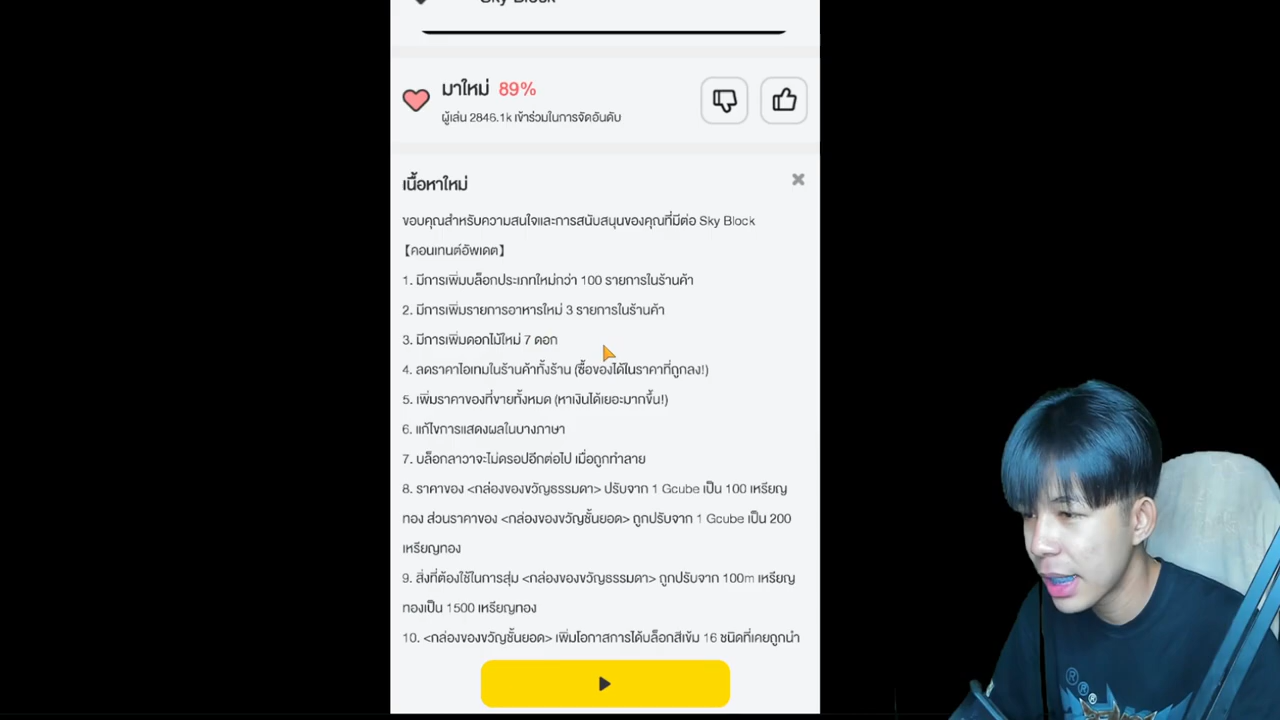 Sky Block
มาใหม่ 89%
ผู้เล่น 2846.1k เข้าร่วมในการจัดอันดับ
เนื้อหาใหม่
ขอบคุณสำหรับความสนใจและการสนับสนุนของคุณที่มีต่อ Sky Block
【คอนเทนต์อัพเดต】
1. มีการเพิ่มบล็อกประเภทใหม่กว่า 100 รายการในร้านค้า
2. มีการเพิ่มรายการอาหารใหม่ 3 รายการในร้านค้า
3. มีการเพิ่มดอกไม้ใหม่ 7 ดอก
4. ลดราคาไอเทมในร้านค้าทั้งร้าน (ซื้อของได้ในราคาที่ถูกลง!)
5. เพิ่มราคาของที่ขายทั้งหมด (หาเงินได้เยอะมากขึ้น!)
6. แก้ไขการแสดงผลในบางภาษา
7. บล็อกลาวาจะไม่ดรอปอีกต่อไป เมื่อถูกทำลาย
8. ราคาของ <กล่องของขวัญธรรมดา> ปรับจาก 1 Gcube เป็น 100 เหรียญ
ทอง ส่วนราคาของ <กล่องของขวัญชั้นยอด> ถูกปรับจาก 1 Gcube เป็น 200
เหรียญทอง
9. สิ่งที่ต้องใช้ในการสุ่ม <กล่องของขวัญธรรมดา> ถูกปรับจาก 100m เหรียญ
ทองเป็น 1500 เหรียญทอง
10. <กล่องของขวัญชั้นยอด> เพิ่มโอกาสการได้บล็อกสีเข้ม 16 ชนิดที่เคยถูกนำ
® ®